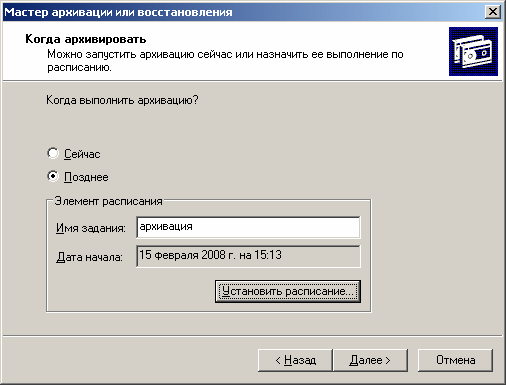 Мастер архивации или восстановления
Когда архивировать
Можно запустить архивацию сейчас или назначить ее выполнение по
расписанию.
Когда выполнить архивацию?
Сейчас
Позднее
Элемент расписания
Имя задания: архивация
Дата начала: 15 февраля 2008 г. на 15:13
Установить расписание...
< Назад Далее > Отмена